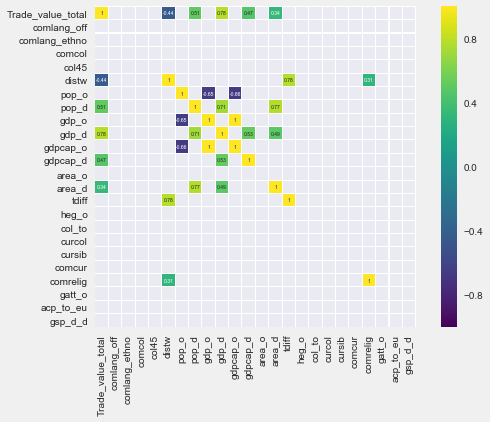 Trade_value_total 1 -0.44 0.51 0.78 0.47 0.34
comlang_off
comlang_ethno
comcol
col45
distw -0.44 1 0.78 0.31
pop_o 1 -0.65 -0.66
pop_d 0.51 1 0.71 0.77
gdp_o -0.65 1 1
gdp_d 0.78 0.71 1 0.53 0.49
gdpcap_o -0.66 1 1
gdpcap_d 0.47 0.53 1
area_o
area_d 0.34 0.77 0.49 1
tdiff 0.78 1
heg_o
col_to
curcol
cursib
comcur
comrelig 0.31 1
gatt_o
acp_to_eu
gsp_d_d
Trade_value_total
comlang_off
comlang_ethno
comcol
col45
distw
pop_o
pop_d
gdp_o
gdp_d
gdpcap_o
gdpcap_d
area_o
area_d
tdiff
heg_o
col_to
curcol
cursib
comcur
comrelig
gatt_o
acp_to_eu
gsp_d_d
0.8
0.4
0.0
−0.4
−0.8